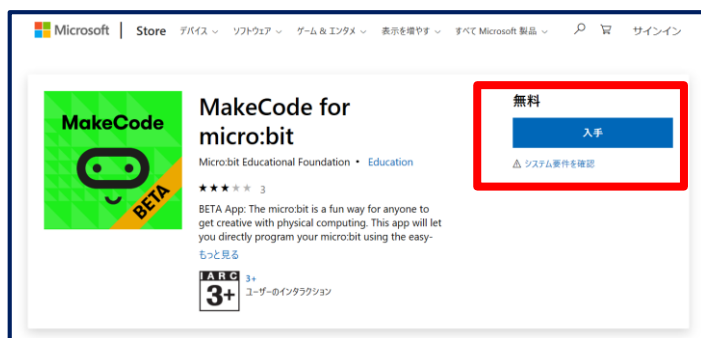 Microsoft Store デバイス ソフトウェア ゲーム & エンタメ 表示を増やす すべて Microsoft 製品 サインイン
MakeCode
BETA
MakeCode for
micro:bit
Micro:bit Educational Foundation • Education
3
BETA App: The micro:bit is a fun way for anyone to
get creative with physical computing. This app will let
you directly program your micro:bit using the easy-
もっと見る
IARC
3+
3+
ユーザーのインタラクション
無料
入手
システム要件を確認